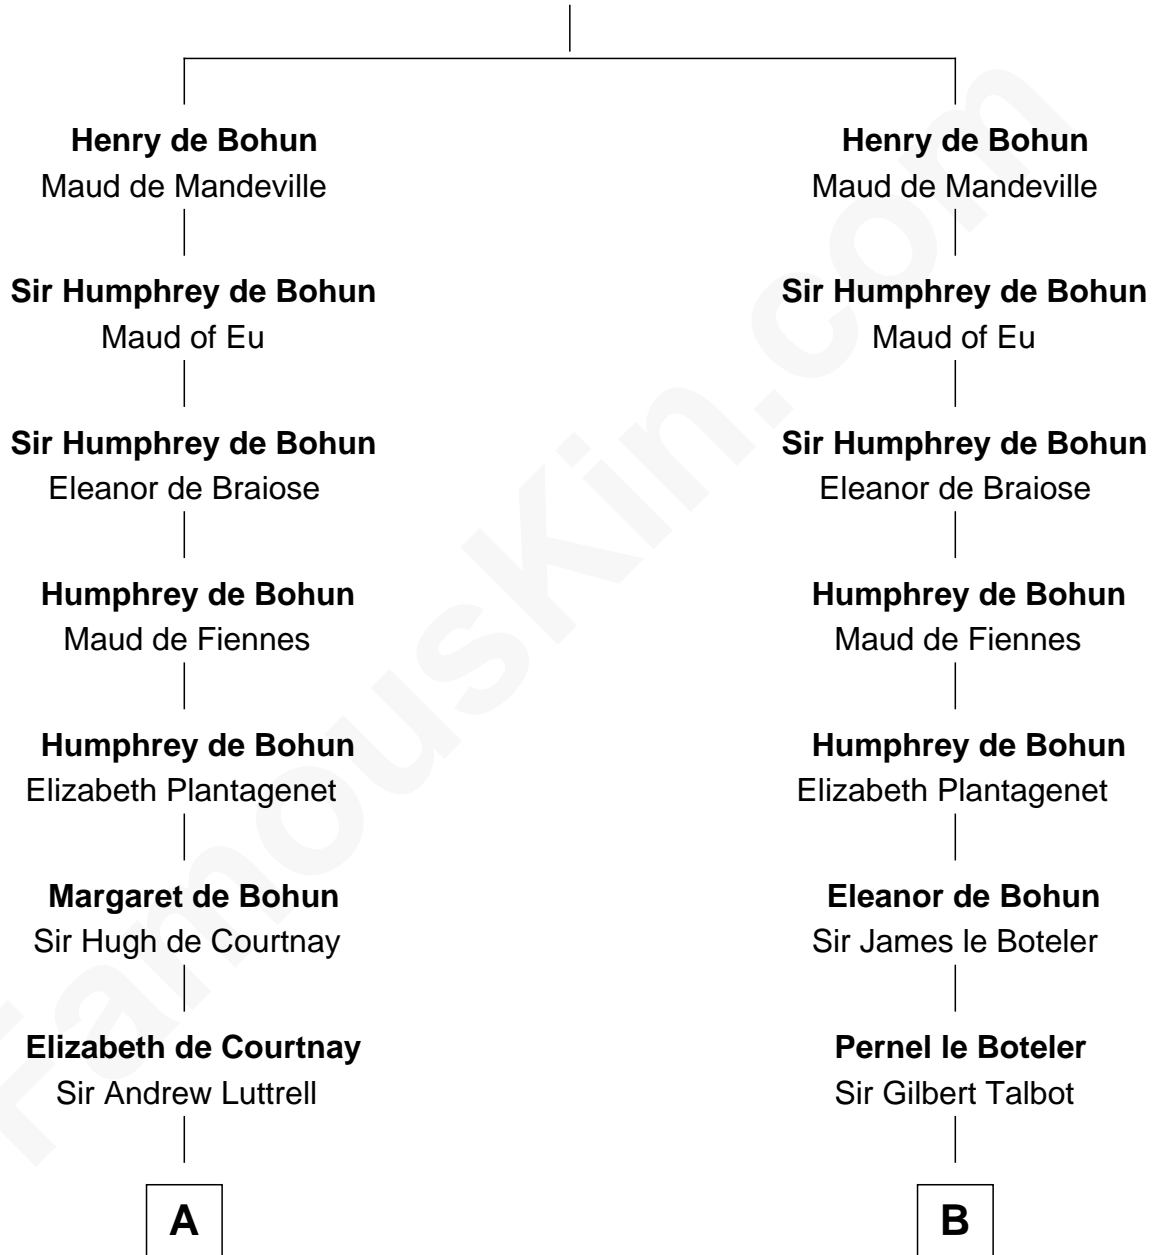 Henry de Bohun
Maud de Mandeville
Sir Humphrey de Bohun
Maud of Eu
Sir Humphrey de Bohun
Eleanor de Braiose
Humphrey de Bohun
Maud de Fiennes
Humphrey de Bohun
Elizabeth Plantagenet
Margaret de Bohun
Sir Hugh de Courtnay
Elizabeth de Courtnay
Sir Andrew Luttrell
A
Henry de Bohun
Maud de Mandeville
Sir Humphrey de Bohun
Maud of Eu
Sir Humphrey de Bohun
Eleanor de Braiose
Humphrey de Bohun
Maud de Fiennes
Humphrey de Bohun
Elizabeth Plantagenet
Eleanor de Bohun
Sir James le Boteler
Pernel le Boteler
Sir Gilbert Talbot
B
FamousKin.com